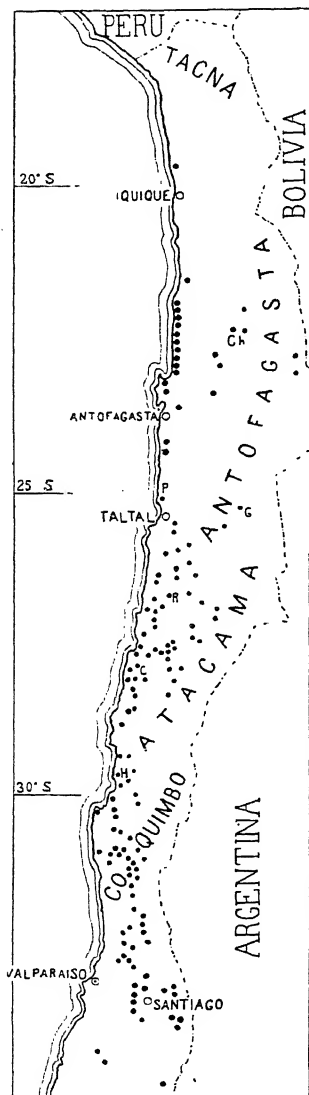 PERU
TACNA
BOLIVIA
20° S
IQUIQUE
Ch
ANTOFAGASTA
ANTOFAGASTA
P
25° S
TALTAL
G
R
ATACAMA
C
H
30° S
COQUIMBO
ARGENTINA
VALPARAISO
SANTIAGO